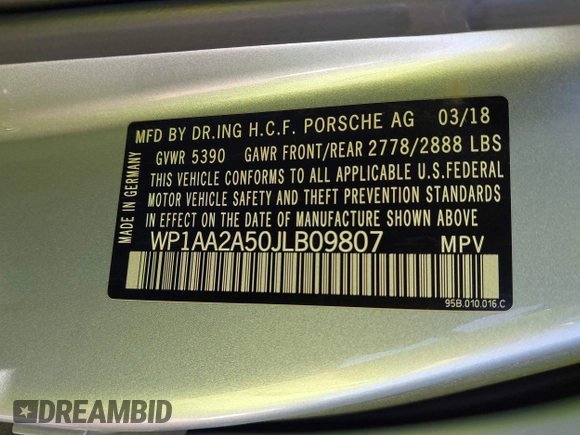 MFD BY DR.ING H.C.F. PORSCHE AG 03/18
GVWR 5390 GAWR FRONT/REAR 2778/2888 LBS
THIS VEHICLE CONFORMS TO ALL APPLICABLE U.S.FEDERAL
MOTOR VEHICLE SAFETY AND THEFT PREVENTION STANDARDS
IN EFFECT ON THE DATE OF MANUFACTURE SHOWN ABOVE
WP1AA2A50JLB09807 MPV
MADE IN GERMANY
95B.010.016.C
DREAMBID